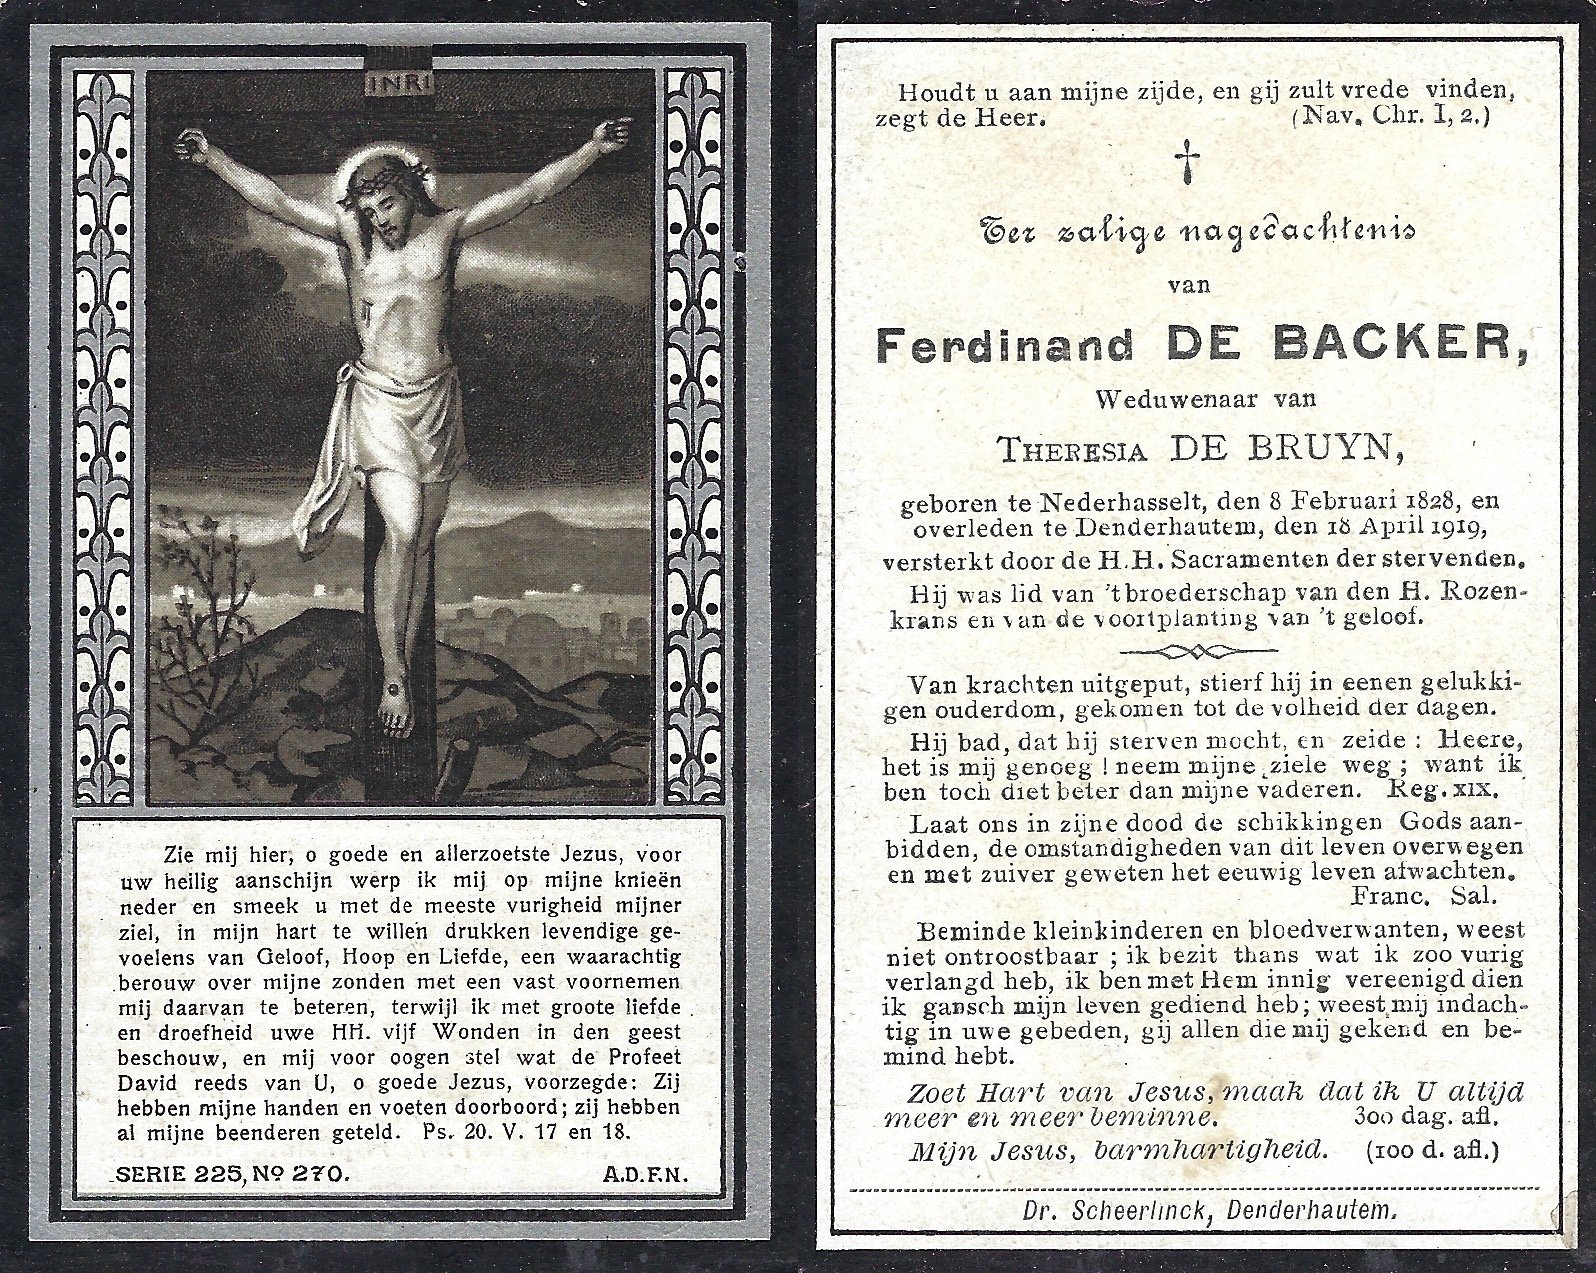 INRI
Zie mij hier, o goede en allerzoetste Jezus, voor
uw heilig aanschijn werp ik mij op mijne knieën
neder en smeek u met de meeste vurigheid mijner
ziel, in mijn hart te willen drukken levendige ge-
voelens van Geloof, Hoop en Liefde, een waarachtig
berouw over mijne zonden met een vast voornemen
mij daarvan te beteren, terwijl ik met groote liefde
en droefheid uwe HH. vijf Wonden in den geest
beschouw, en mij voor oogen stel wat de Profeet
David reeds van U, o goede Jezus, voorzegde: Zij
hebben mijne handen en voeten doorboord; zij hebben
al mijne beenderen geteld. Ps. 20. V. 17 en 18.
SERIE 225, Nº 270. A.D.F.N.
Houdt u aan mijne zijde, en gij zult vrede vinden,
zegt de Heer. (Nav. Chr. I, 2.)
Ter zalige nagedachtenis
van
Ferdinand DE BACKER,
Weduwenaar van
THERESIA DE BRUYN,
geboren te Nederhasselt, den 8 Februari 1828, en
overleden te Denderhautem, den 18 April 1919,
versterkt door de H.H. Sacramenten der stervenden.
Hij was lid van 't broederschap van den H. Rozen-
krans en van de voortplanting van 't geloof.
Van krachten uitgeput, stierf hij in eenen gelukki-
gen ouderdom, gekomen tot de volheid der dagen.
Hij bad, dat hij sterven mocht, en zeide : Heere,
het is mij genoeg ! neem mijne ziele weg ; want ik
ben toch niet beter dan mijne vaderen. Reg. XIX.
Laat ons in zijne dood de schikkingen Gods aan-
bidden, de omstandigheden van dit leven overwegen
en met zuiver geweten het eeuwig leven afwachten.
Franc. Sal.
Beminde kleinkinderen en bloedverwanten, weest
niet ontroostbaar ; ik bezit thans wat ik zoo vurig
verlangd heb, ik ben met Hem innig vereenigd dien
ik gansch mijn leven gediend heb; weest mij indach-
tig in uwe gebeden, gij allen die mij gekend en be-
mind hebt.
Zoet Hart van Jesus, maak dat ik U altijd
meer en meer beminne. 300 dag. afl.
Mijn Jesus, barmhartigheid. (100 d. afl.)
Dr. Scheerlinck, Denderhautem.